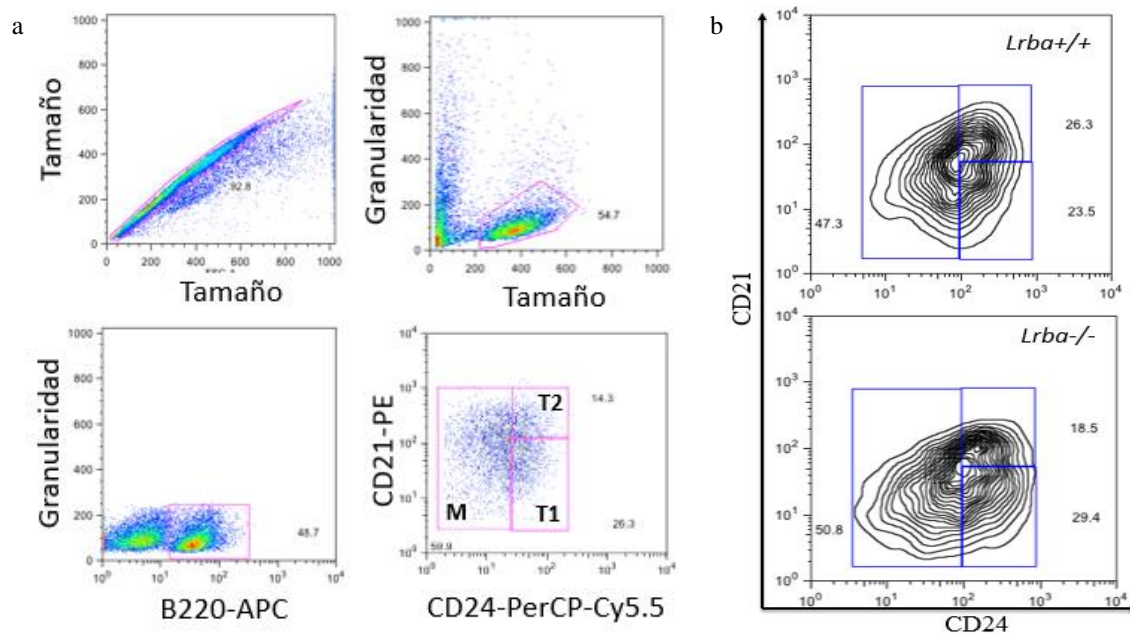 a
1000
800
600
400
200
0
Tamaño
92.8
0 200 400 600 800 1000
Tamaño
1000
800
600
400
200
0
Granularidad
54.7
0 200 400 600 800 1000
Tamaño
1000
800
600
400
200
0
Granularidad
48.7
10^0 10^1 10^2 10^3 10^4
B220-APC
10^4
10^3
10^2
10^1
10^0
CD21-PE
T2
14.3
M
T1
59.9
26.3
10^0 10^1 10^2 10^3 10^4
CD24-PerCP-Cy5.5
b
CD21
10^4
10^3
10^2
10^1
10^0
Lrba+/+
26.3
47.3
23.5
10^0 10^1 10^2 10^3 10^4
10^4
10^3
10^2
10^1
10^0
Lrba-/-
18.5
50.8
29.4
10^0 10^1 10^2 10^3 10^4
CD24